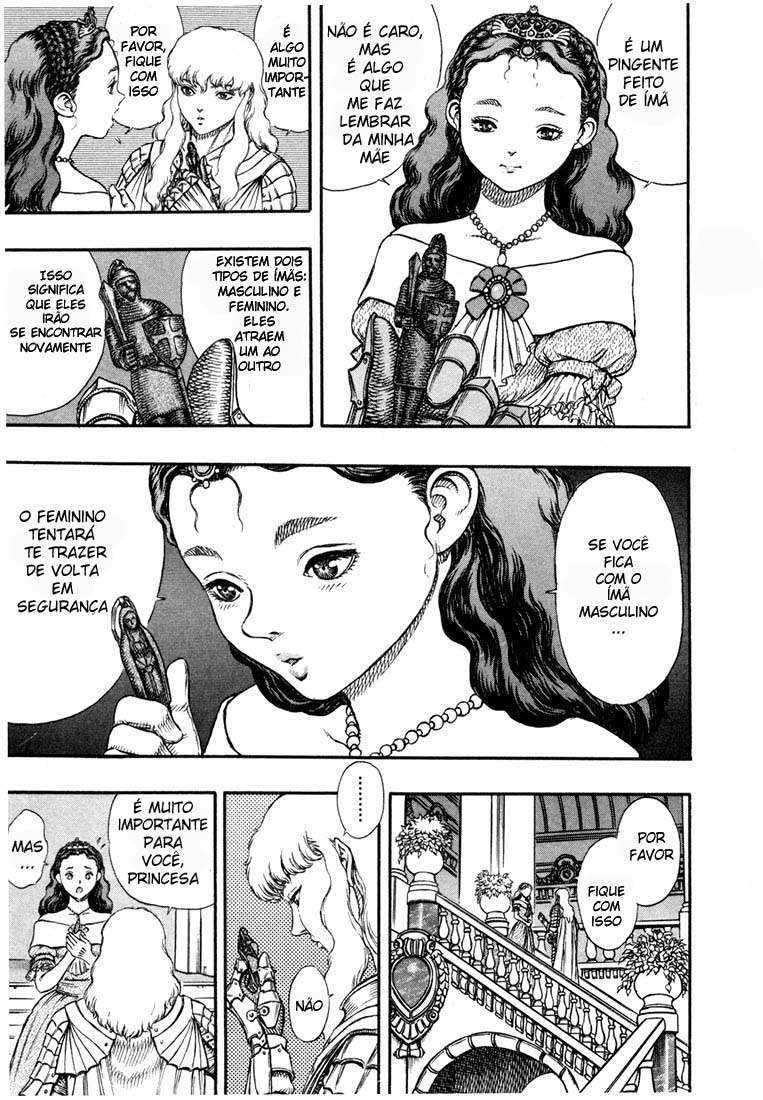 É UM
PINGENTE
FEITO
DE ÍMÃ
NÃO É CARO,
MAS
É ALGO
QUE
ME FAZ
LEMBRAR
DA MINHA
MÃE
É
ALGO
MUITO
IMPOR-
TANTE
POR
FAVOR,
FIQUE
COM
ISSO
EXISTEM DOIS
TIPOS DE ÍMÃS:
MASCULINO E
FEMININO.
ELES
ATRAEM
UM AO
OUTRO
ISSO
SIGNIFICA
QUE ELES
IRÃO
SE ENCONTRAR
NOVAMENTE
SE VOCÊ
FICA
COM O
ÍMÃ
MASCULINO
...
O FEMININO
TENTARÁ
TE TRAZER
DE VOLTA
EM
SEGURANÇA
POR
FAVOR
FIQUE
COM
ISSO
.........
NÃO
É MUITO
IMPORTANTE
PARA
VOCÊ,
PRINCESA
MAS
...